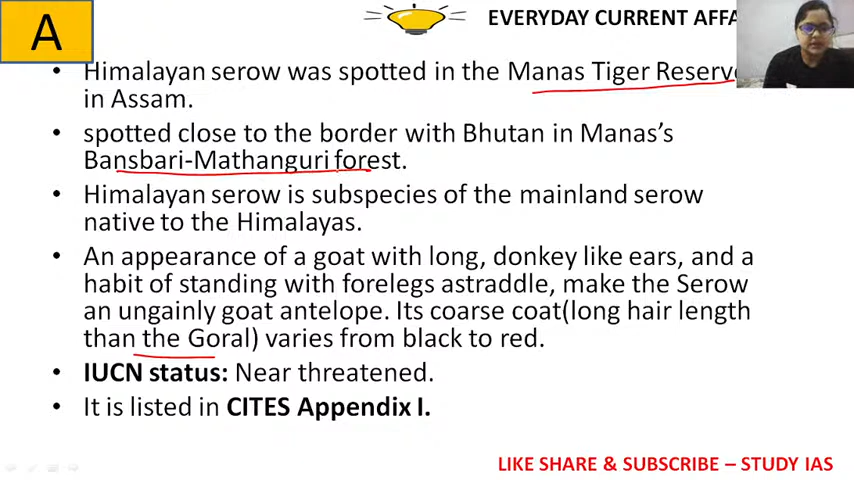 A
EVERYDAY CURRENT
• Himalayan serow was spotted in the Manas Tiger Reserve
in Assam.
• spotted close to the border with Bhutan in Manas's
Bansbari-Mathanguri forest.
• Himalayan serow is subspecies of the mainland serow
native to the Himalayas.
• An appearance of a goat with long, donkey like ears, and a
habit of standing with forelegs astraddle, make the Serow
an ungainly goat antelope. Its coarse coat(long hair length
than the Goral) varies from black to red.
• IUCN status: Near threatened.
• It is listed in CITES Appendix I.
LIKE SHARE & SUBSCRIBE – STUDY IAS